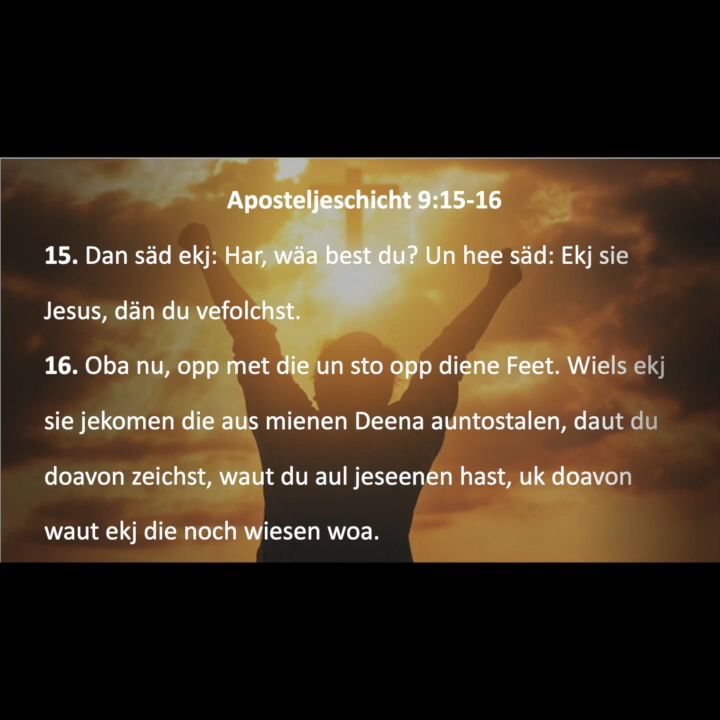 Aposteljeschicht 9:15-16
15. Dan säd ekj: Har, wäa best du? Un hee säd: Ekj sie
Jesus, dän du vefolchst.
16. Oba nu, opp met die un sto opp diene Feet. Wiels ekj
sie jekomen die aus mienen Deena auntostalen, daut du
doavon zeichst, waut du aul jeseenen hast, uk doavon
waut ekj die noch wiesen woa.